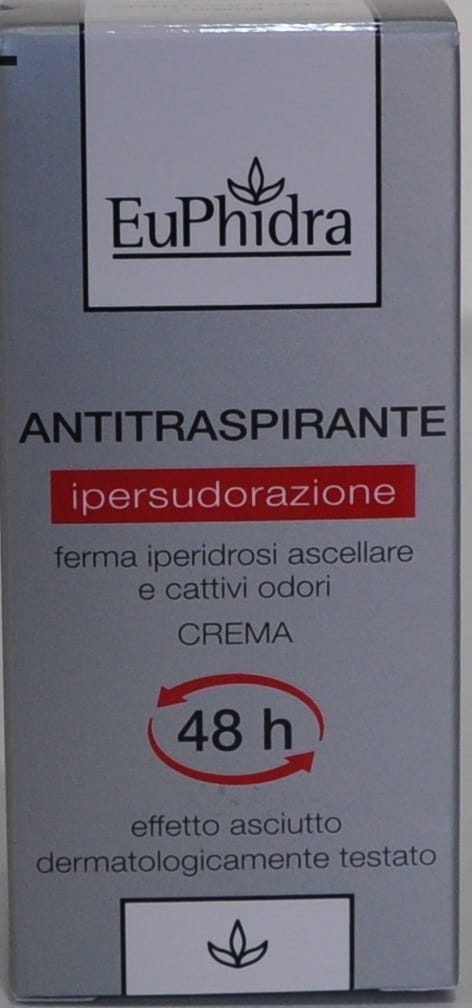 EuPhidra
ANTITRASPIRANTE
ipersudorazione
ferma iperidrosi ascellare
e cattivi odori
CREMA
48 h
effetto asciutto
dermatologicamente testato